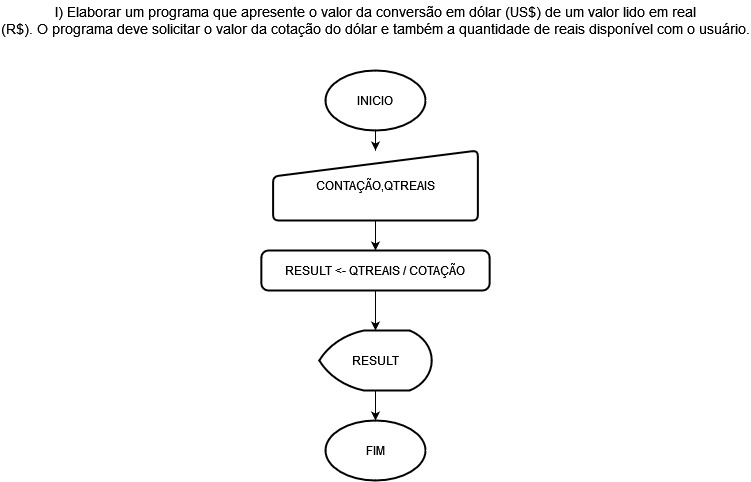 I) Elaborar um programa que apresente o valor da conversão em dólar (US$) de um valor lido em real
(R$). O programa deve solicitar o valor da cotação do dólar e também a quantidade de reais disponível com o usuário.
INICIO
CONTAÇÃO,QTREAIS
RESULT <- QTREAIS / COTAÇÃO
RESULT
FIM